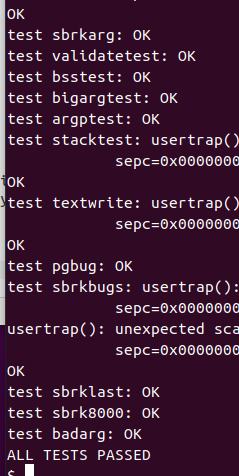 OK
test sbrkarg: OK
test validatetest: OK
test bsstest: OK
test bigargtest: OK
test argptest: OK
test stacktest: usertrap()
sepc=0x0000000
OK
test textwrite: usertrap()
sepc=0x0000000
OK
test pgbug: OK
test sbrkbugs: usertrap():
sepc=0x0000000
usertrap(): unexpected sca
sepc=0x0000000
OK
test sbrklast: OK
test sbrk8000: OK
test badarg: OK
ALL TESTS PASSED
$